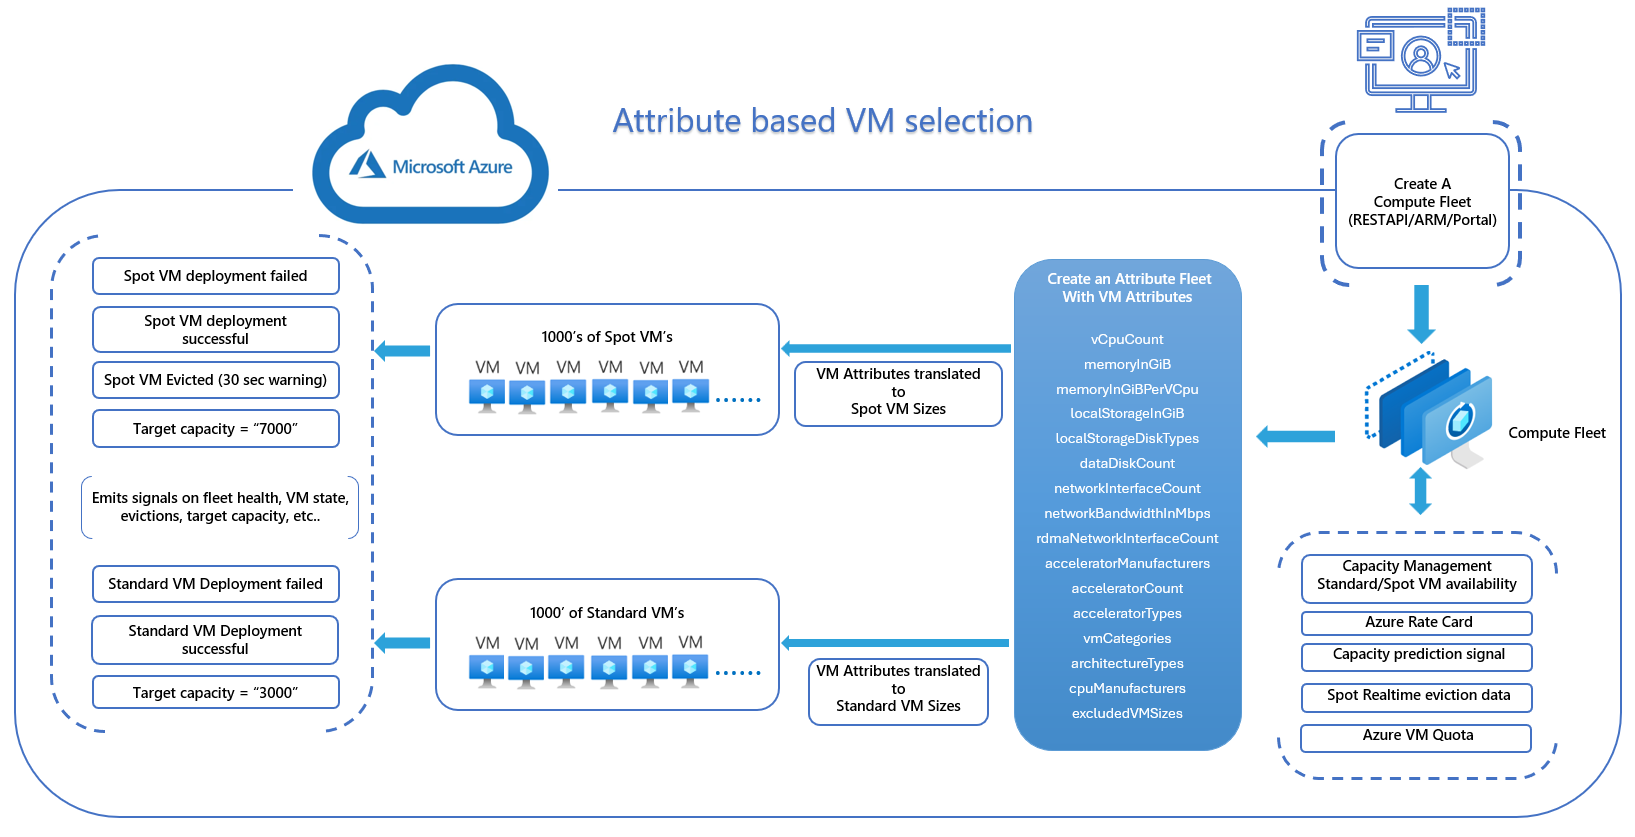 Attribute based VM selection
Microsoft Azure
Create A
Compute Fleet
(RESTAPI/ARM/Portal)
Spot VM deployment failed
Spot VM deployment
successful
Spot VM Evicted (30 sec warning)
Target capacity = “7000”
Emits signals on fleet health, VM state,
evictions, target capacity, etc..
Standard VM Deployment failed
Standard VM Deployment
successful
Target capacity = “3000”
1000’s of Spot VM’s
VM VM VM VM VM VM
1000’ of Standard VM’s
VM VM VM VM VM VM
VM Attributes translated
to
Spot VM Sizes
VM Attributes translated
to
Standard VM Sizes
Create an Attribute Fleet
With VM Attributes
vCpuCount
memoryInGiB
memoryInGiBPerVCpu
localStorageInGiB
localStorageDiskTypes
dataDiskCount
networkInterfaceCount
networkBandwidthInMbps
rdmaNetworkInterfaceCount
acceleratorManufacturers
acceleratorCount
acceleratorTypes
vmCategories
architectureTypes
cpuManufacturers
excludedVMSizes
Compute Fleet
Capacity Management
Standard/Spot VM availability
Azure Rate Card
Capacity prediction signal
Spot Realtime eviction data
Azure VM Quota